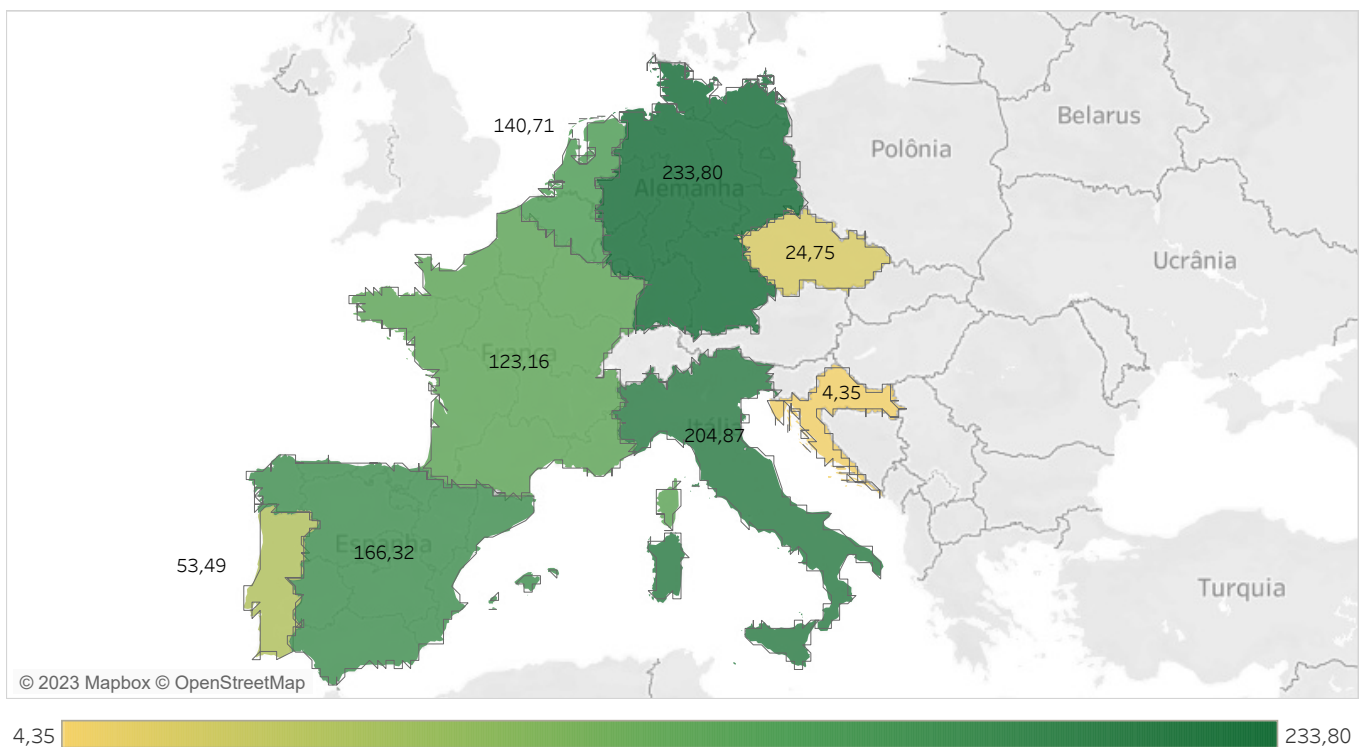 140,71
233,80
Alemanha
Polônia
Belarus
24,75
Ucrânia
França
123,16
4,35
Itália
204,87
Espanha
166,32
53,49
Turquia
© 2023 Mapbox © OpenStreetMap
4,35
233,80